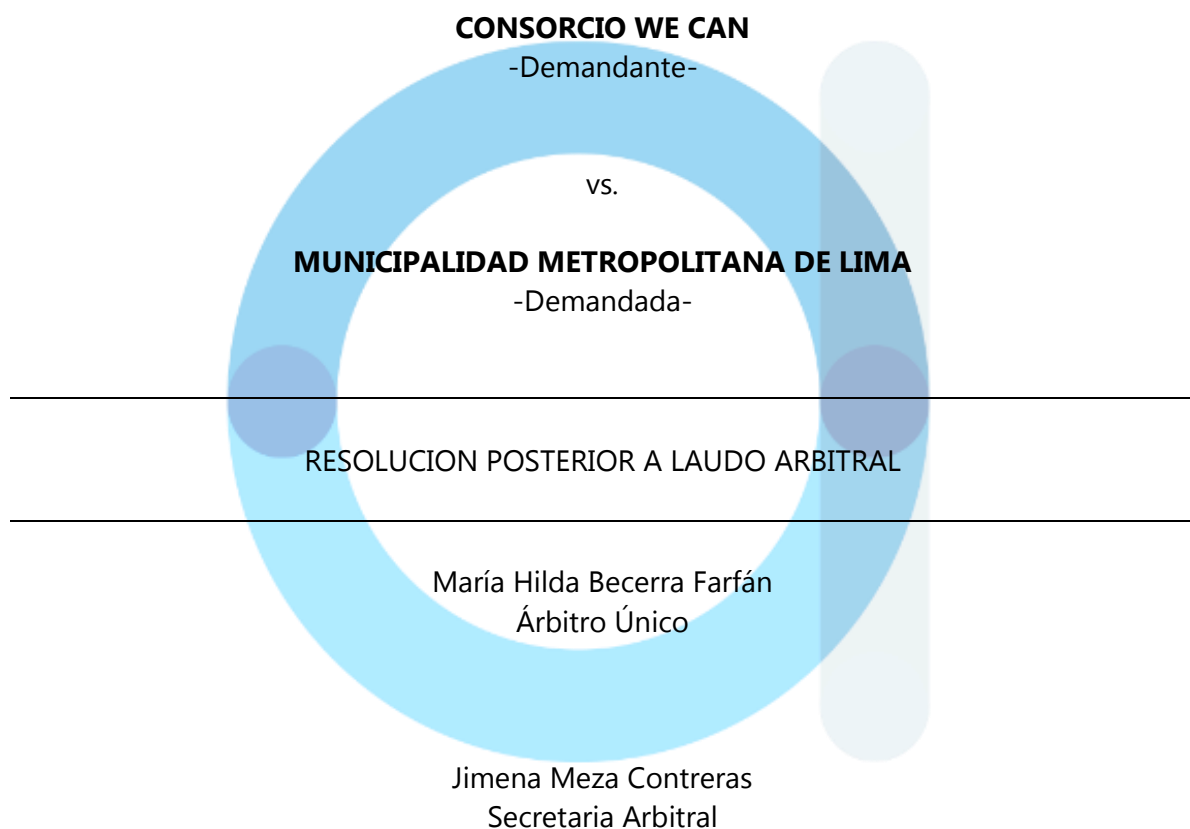 CONSORCIO WE CAN
-Demandante-
vs.
MUNICIPALIDAD METROPOLITANA DE LIMA
-Demandada-
RESOLUCION POSTERIOR A LAUDO ARBITRAL
María Hilda Becerra Farfán
Árbitro Único
Jimena Meza Contreras
Secretaria Arbitral